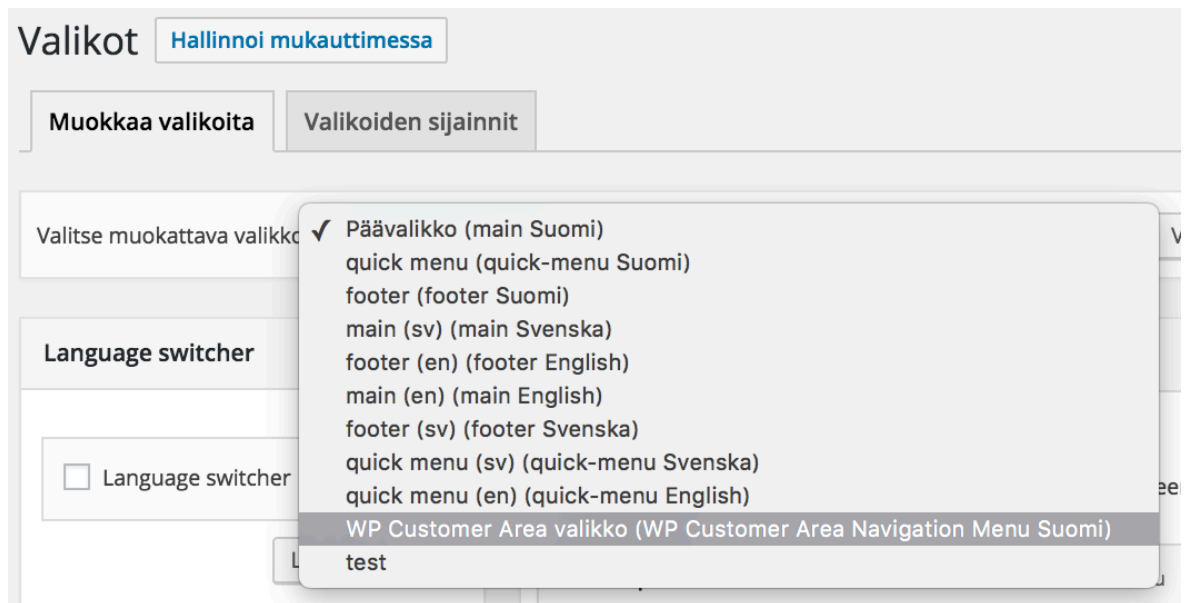 Valikot Hallinnoi mukauttimessa
Muokkaa valikoita Valikoiden sijainnit
Valitse muokattava
✓ Päävalikko (main Suomi)
quick menu (quick-menu Suomi)
footer (footer Suomi)
main (sv) (main Svenska)
Language switcher
footer (en) (footer English)
main (en) (main English)
footer (sv) (footer Svenska)
quick menu (sv) (quick-menu Svenska)
Language switcher
quick menu (en) (quick-menu English)
WP Customer Area valikko (WP Customer Area Navigation Menu Suomi)
test